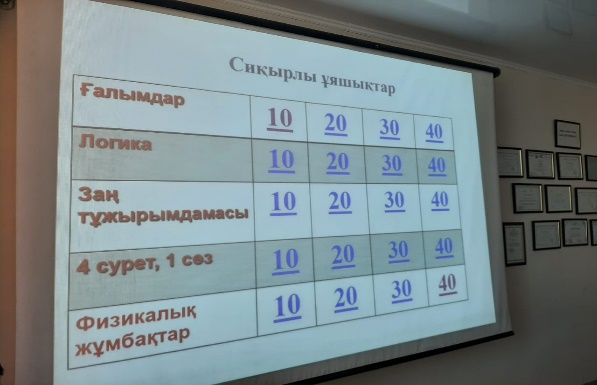 Сиқырлы ұяшықтар
Ғалымдар 10 20 30 40
Логика 10 20 30 40
Заң
тұжырымдамасы 10 20 30 40
4 сурет, 1 сөз 10 20 30 40
Физикалық
жұмбақтар 10 20 30 40